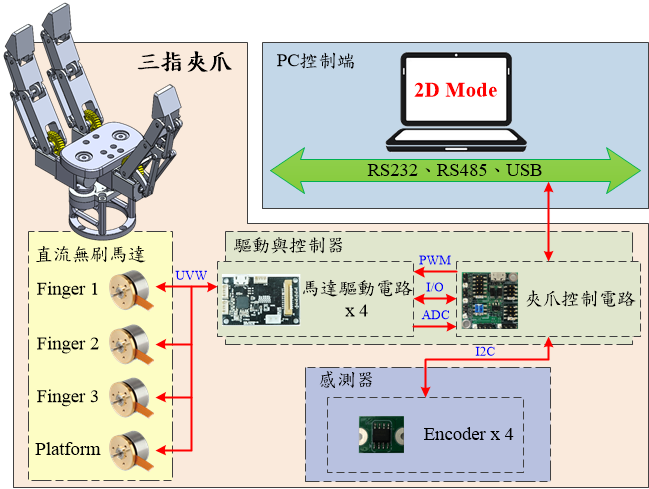 三指夾爪
PC控制端
2D Mode
RS232、RS485、USB
直流無刷馬達
Finger 1
Finger 2
Finger 3
Platform
UVW
驅動與控制器
馬達驅動電路
x 4
PWM
I/O
ADC
夾爪控制電路
I2C
感測器
Encoder x 4